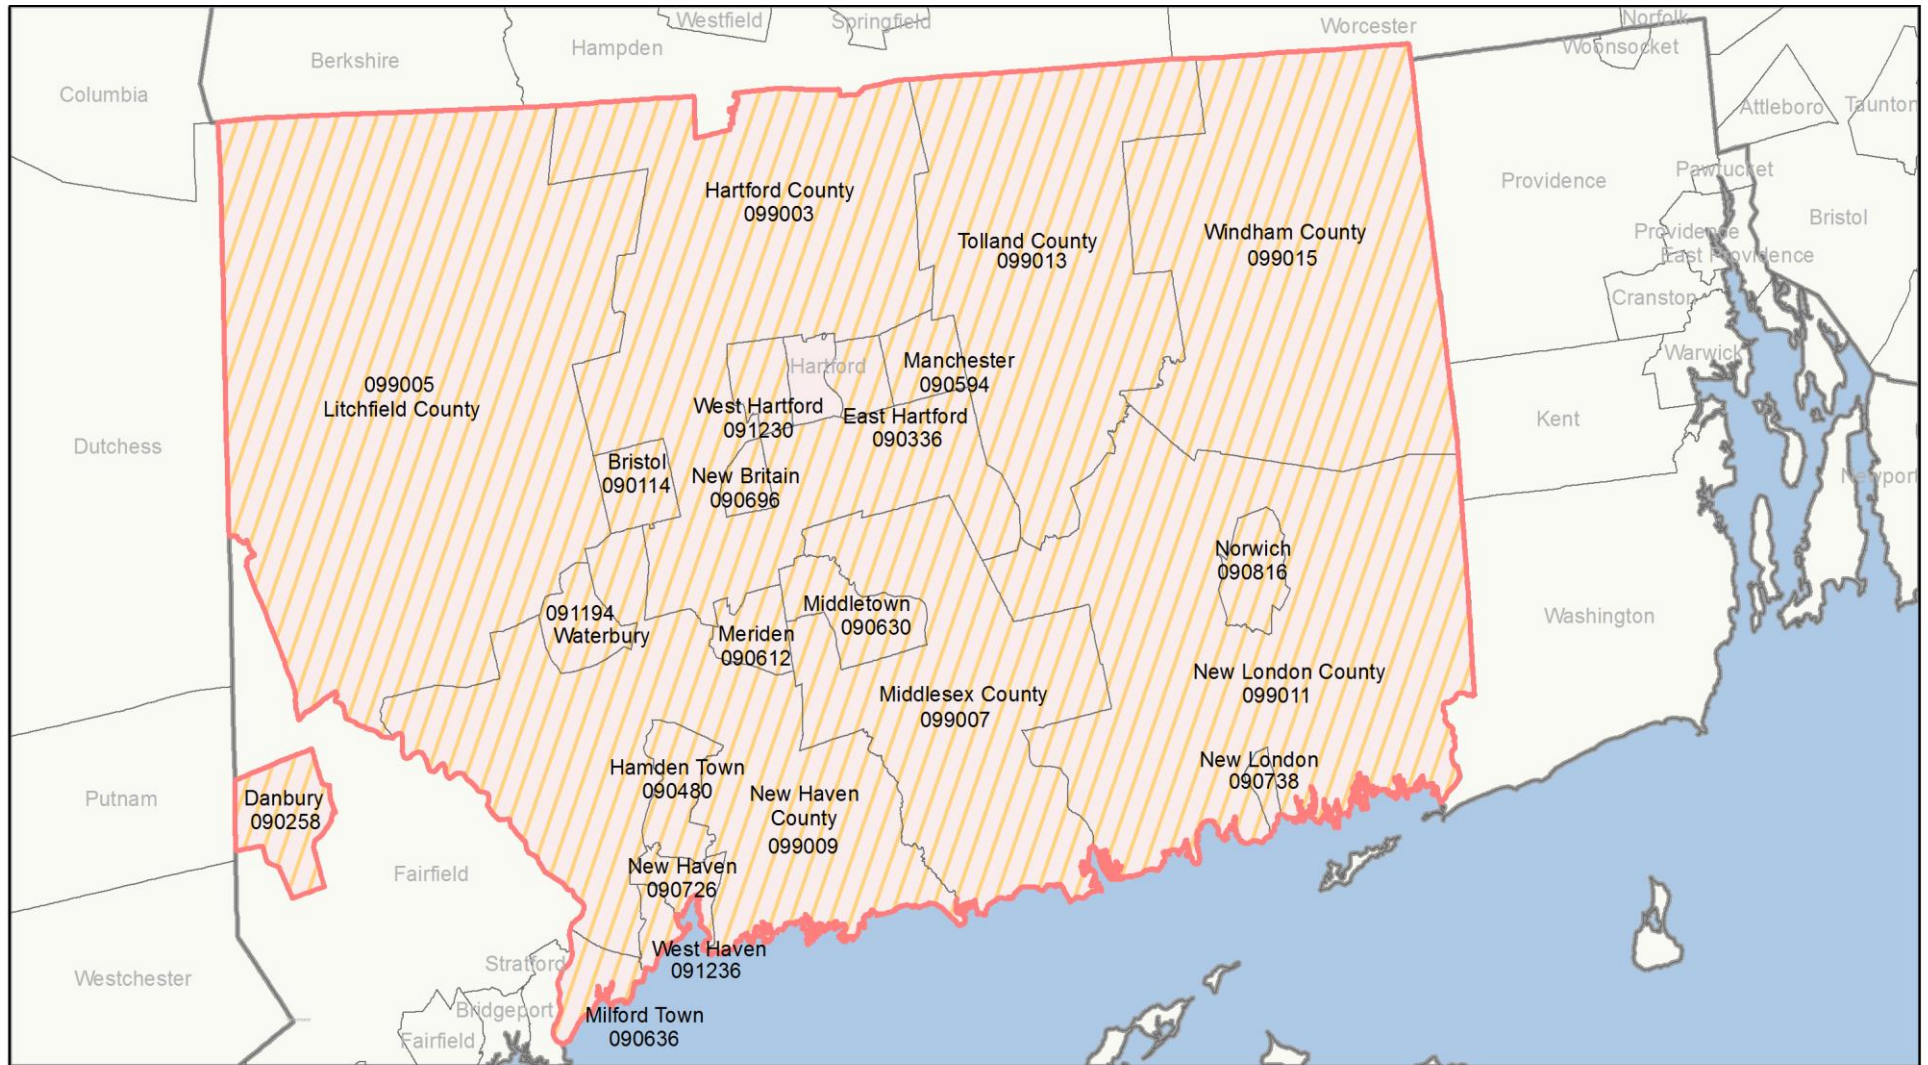 Westfield
Springfield
Norfolk
Worcester
Hampden
Woonsocket
Berkshire
Columbia
Attleboro
Taunton
Pawtucket
Providence
Hartford County
099003
Bristol
Providence
Windham County
099015
Tolland County
099013
East Providence
Cranston
Warwick
Hartford
Manchester
090594
099005
Litchfield County
West Hartford
091230
East Hartford
090336
Kent
Dutchess
Bristol
090114
New Britain
090696
Newport
Norwich
090816
091194
Waterbury
Middletown
090630
Meriden
090612
Washington
New London County
099011
Middlesex County
099007
New London
090738
Hamden Town
090480
New Haven
County
099009
Putnam
Danbury
090258
Fairfield
New Haven
090726
West Haven
091236
Stratford
Westchester
Bridgeport
Milford Town
090636
Fairfield